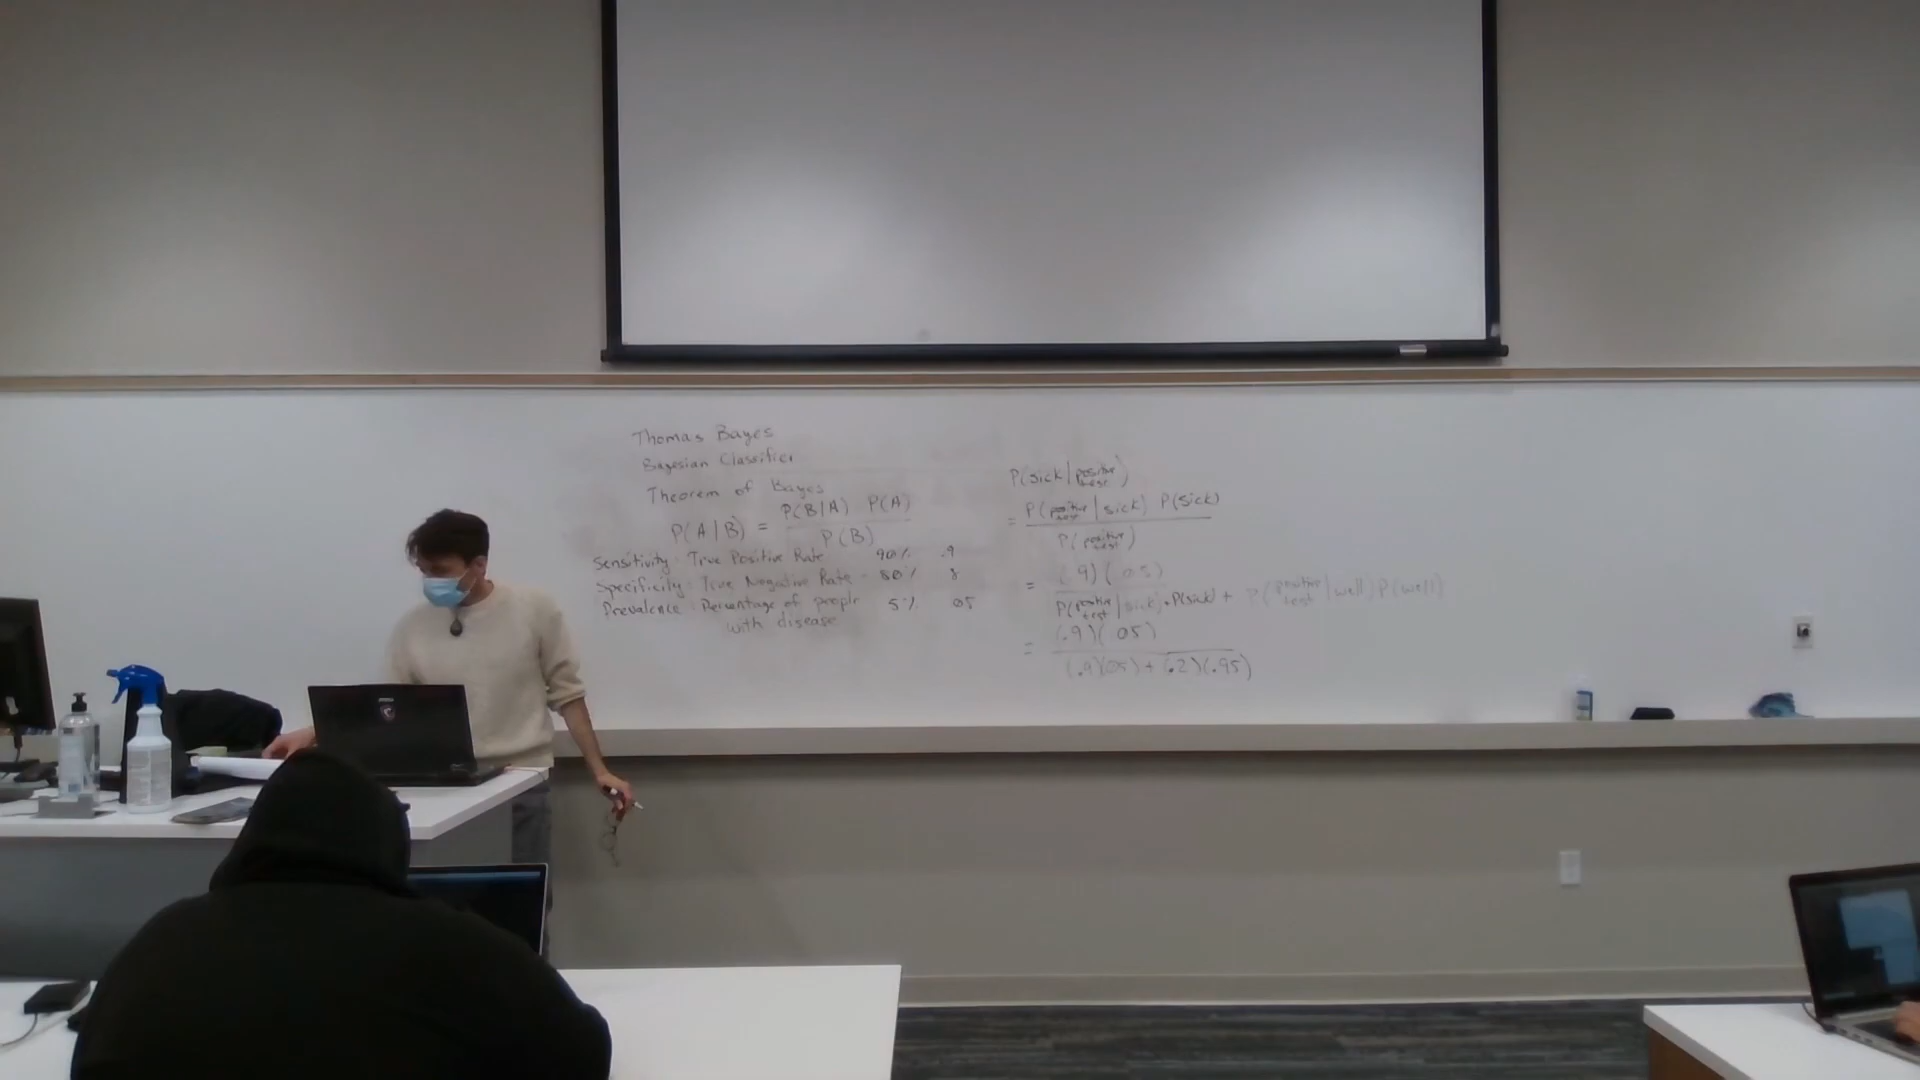 Thomas Bayes
Bayesian Classifier
Theorem of Bayes
P(A|B) = P(B|A) P(A) / P(B)
Sensitivity: True Positive Rate 90% .9
Specificity: True Negative Rate - 80% 8
Prevalence: Percentage of people 5% 05
with disease
P(sick|positive test)
= P(positive test|sick) P(sick)
P(positive test)
= (.9)(05)
P(positive test|sick)•P(sick) + P(positive test|well)P(well)
= (.9)(05)
(.9)(05) + (.2)(.95)